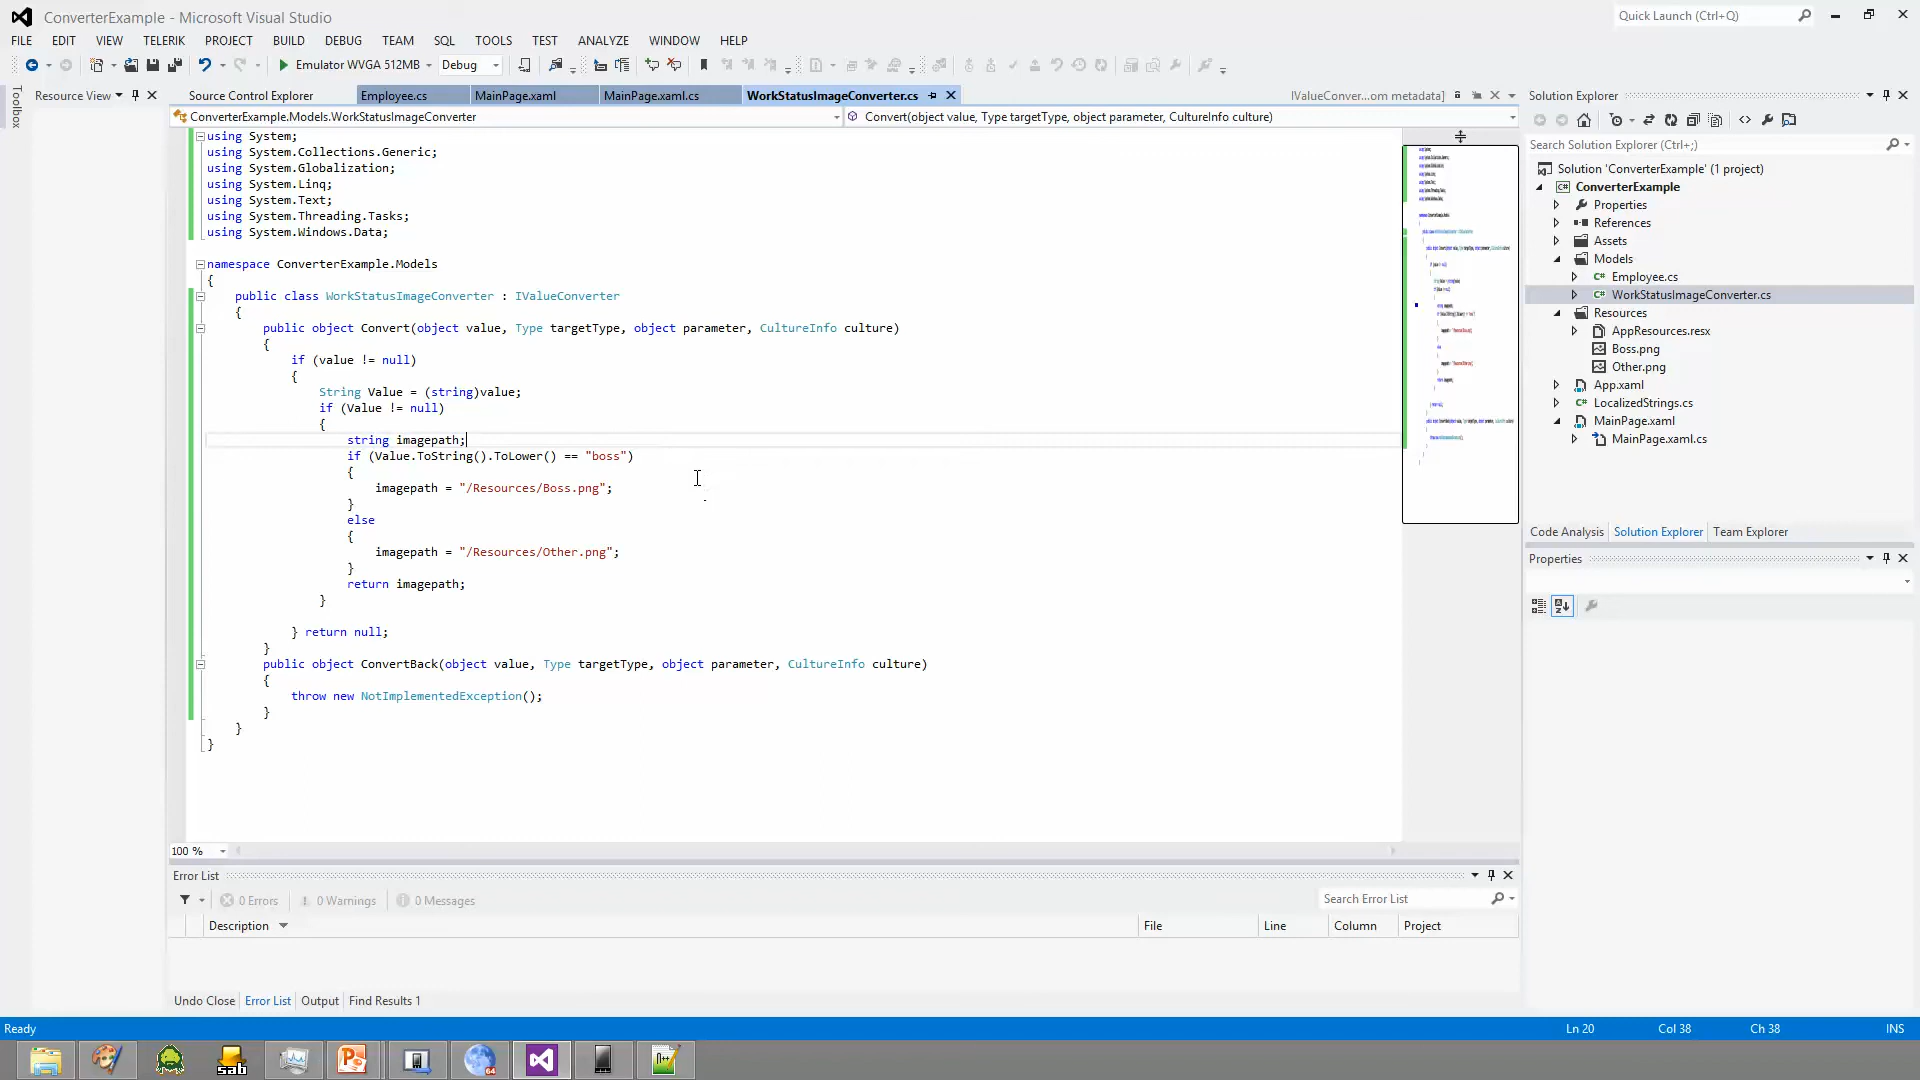 ConverterExample - Microsoft Visual Studio
Quick Launch (Ctrl+Q)
FILE EDIT VIEW TELERIK PROJECT BUILD DEBUG TEAM SQL TOOLS TEST ANALYZE WINDOW HELP
Emulator WVGA 512MB Debug
Toolbox
Resource View
Source Control Explorer Employee.cs MainPage.xaml MainPage.xaml.cs WorkStatusImageConverter.cs IValueConver...om metadata]
ConverterExample.Models.WorkStatusImageConverter Convert(object value, Type targetType, object parameter, CultureInfo culture)
using System;
using System.Collections.Generic;
using System.Globalization;
using System.Linq;
using System.Text;
using System.Threading.Tasks;
using System.Windows.Data;
namespace ConverterExample.Models
{
public class WorkStatusImageConverter : IValueConverter
{
public object Convert(object value, Type targetType, object parameter, CultureInfo culture)
{
if (value != null)
{
String Value = (string)value;
if (Value != null)
{
string imagepath;
if (Value.ToString().ToLower() == "boss")
{
imagepath = "/Resources/Boss.png";
}
else
{
imagepath = "/Resources/Other.png";
}
return imagepath;
}
} return null;
}
public object ConvertBack(object value, Type targetType, object parameter, CultureInfo culture)
{
throw new NotImplementedException();
}
}
}
100 %
Solution Explorer
Search Solution Explorer (Ctrl+;)
Solution 'ConverterExample' (1 project)
C# ConverterExample
Properties
References
Assets
Models
C# Employee.cs
C# WorkStatusImageConverter.cs
Resources
AppResources.resx
Boss.png
Other.png
App.xaml
C# LocalizedStrings.cs
MainPage.xaml
MainPage.xaml.cs
Code Analysis Solution Explorer Team Explorer
Properties
Error List
0 Errors 0 Warnings 0 Messages
Search Error List
Description File Line Column Project
Undo Close Error List Output Find Results 1
Ready Ln 20 Col 38 Ch 38 INS
sab
64